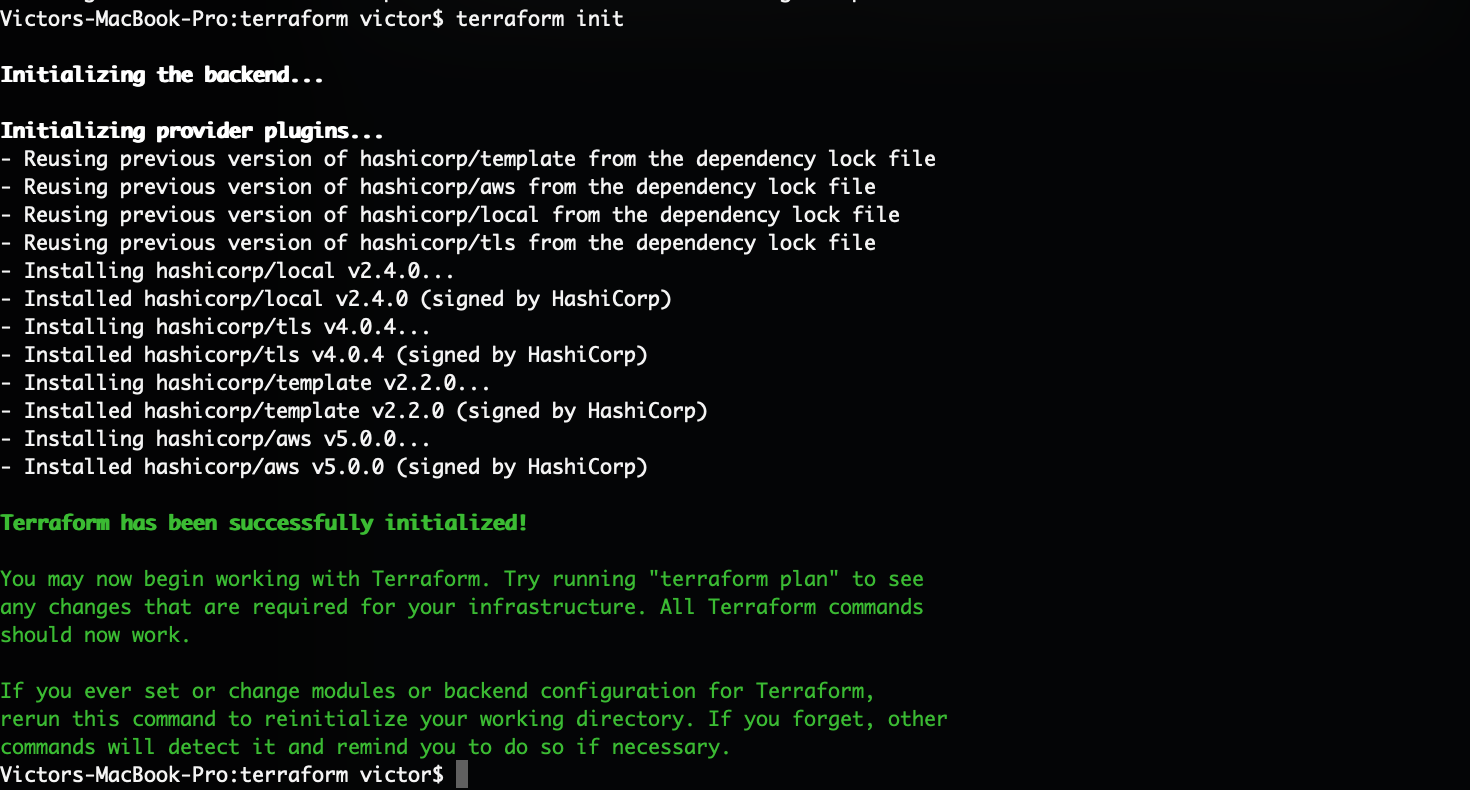 Victors-MacBook-Pro:terraform victor$ terraform init
Initializing the backend...
Initializing provider plugins...
- Reusing previous version of hashicorp/template from the dependency lock file
- Reusing previous version of hashicorp/aws from the dependency lock file
- Reusing previous version of hashicorp/local from the dependency lock file
- Reusing previous version of hashicorp/tls from the dependency lock file
- Installing hashicorp/local v2.4.0...
- Installed hashicorp/local v2.4.0 (signed by HashiCorp)
- Installing hashicorp/tls v4.0.4...
- Installed hashicorp/tls v4.0.4 (signed by HashiCorp)
- Installing hashicorp/template v2.2.0...
- Installed hashicorp/template v2.2.0 (signed by HashiCorp)
- Installing hashicorp/aws v5.0.0...
- Installed hashicorp/aws v5.0.0 (signed by HashiCorp)
Terraform has been successfully initialized!
You may now begin working with Terraform. Try running "terraform plan" to see
any changes that are required for your infrastructure. All Terraform commands
should now work.
If you ever set or change modules or backend configuration for Terraform,
rerun this command to reinitialize your working directory. If you forget, other
commands will detect it and remind you to do so if necessary.
Victors-MacBook-Pro:terraform victor$